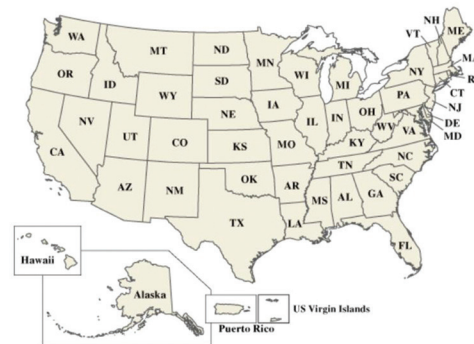 NH
VT
ME
WA
MT
ND
MN
OR
ID
SD
WI
MI
NY
WY
IA
PA
CT
NJ
NE
NV
UT
CO
IL
IN
OH
WV
VA
DE
MD
CA
KS
MO
KY
NC
TN
AZ
NM
OK
AR
SC
MS
AL
GA
TX
LA
FL
Hawaii
Alaska
US Virgin Islands
Puerto Rico